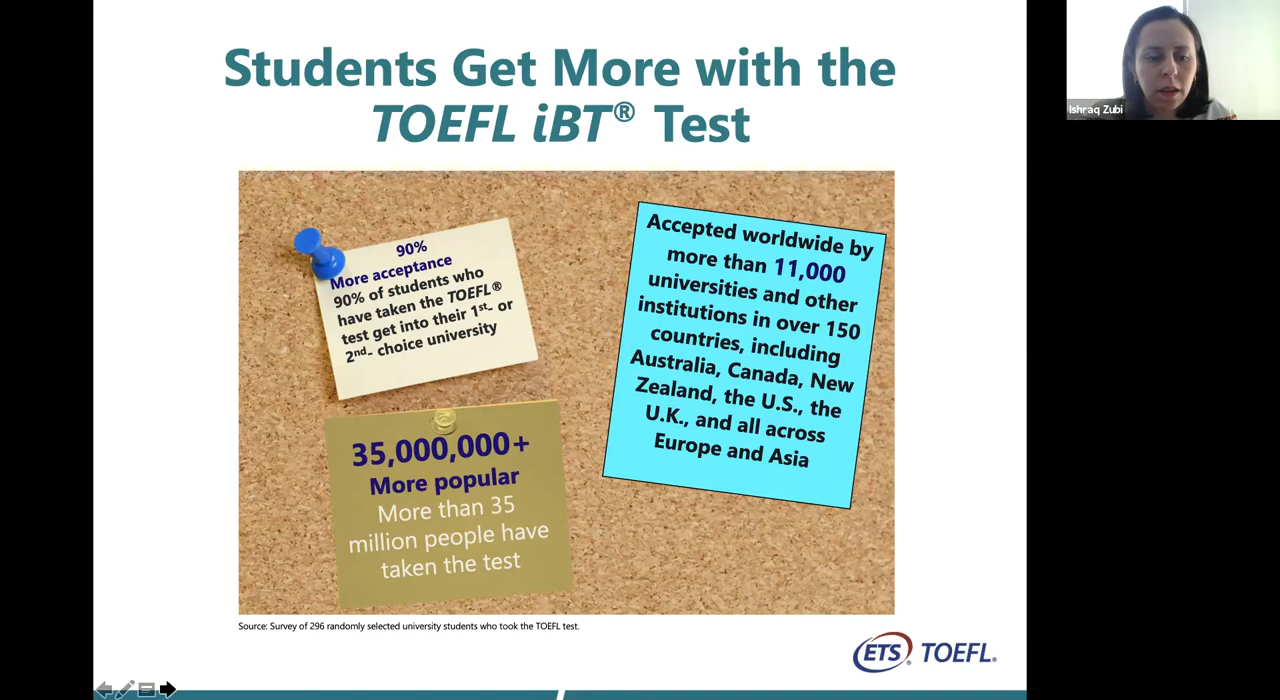 Students Get More with the
TOEFL iBT® Test
90%
More acceptance
90% of students who
have taken the TOEFL®
test get into their 1st- or
2nd- choice university
35,000,000+
More popular
More than 35
million people have
taken the test
Accepted worldwide by
more than 11,000
universities and other
institutions in over 150
countries, including
Australia, Canada, New
Zealand, the U.S., the
U.K., and all across
Europe and Asia
Source: Survey of 296 randomly selected university students who took the TOEFL test.
ETS® TOEFL®
Ishraq Zubi